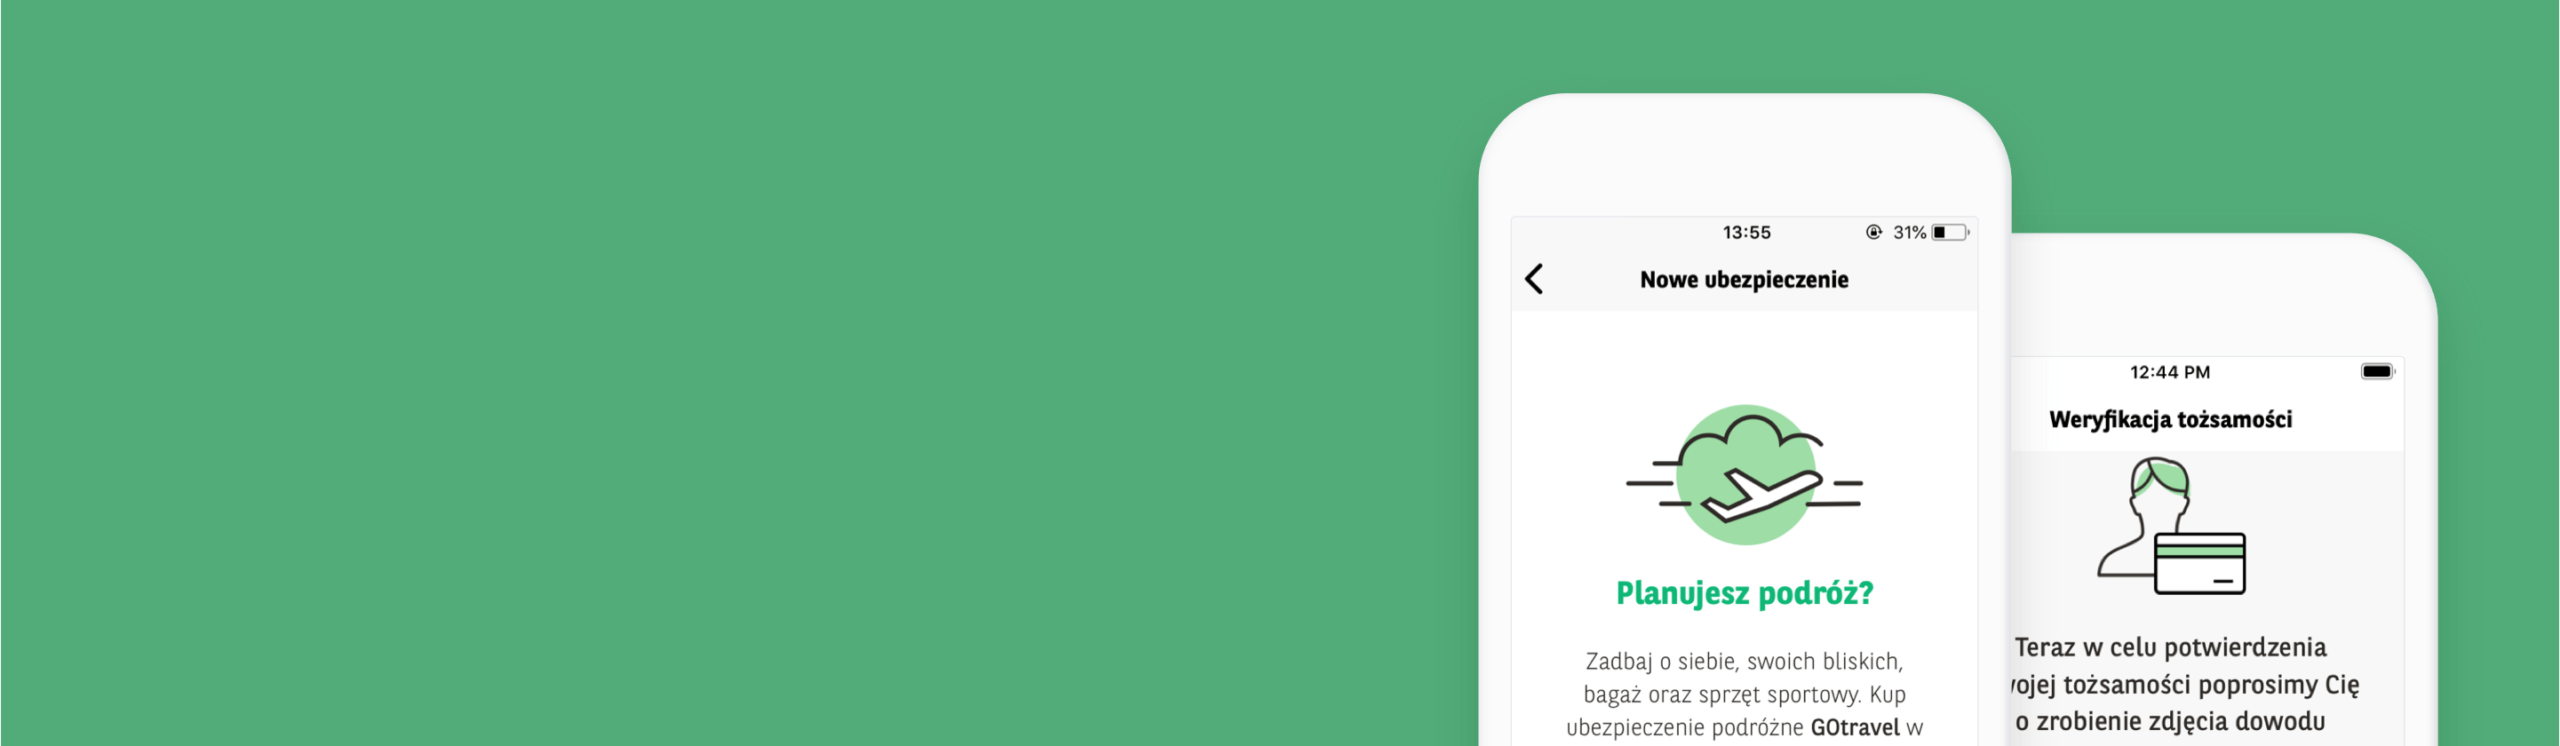 13:55
31%
Nowe ubezpieczenie
Planujesz podróż?
Zadbaj o siebie, swoich bliskich,
bagaż oraz sprzęt sportowy. Kup
ubezpieczenie podróżne GOtravel w
12:44 PM
Weryfikacja tożsamości
Teraz w celu potwierdzenia
ojej tożsamości poprosimy Cię
o zrobienie zdjęcia dowodu